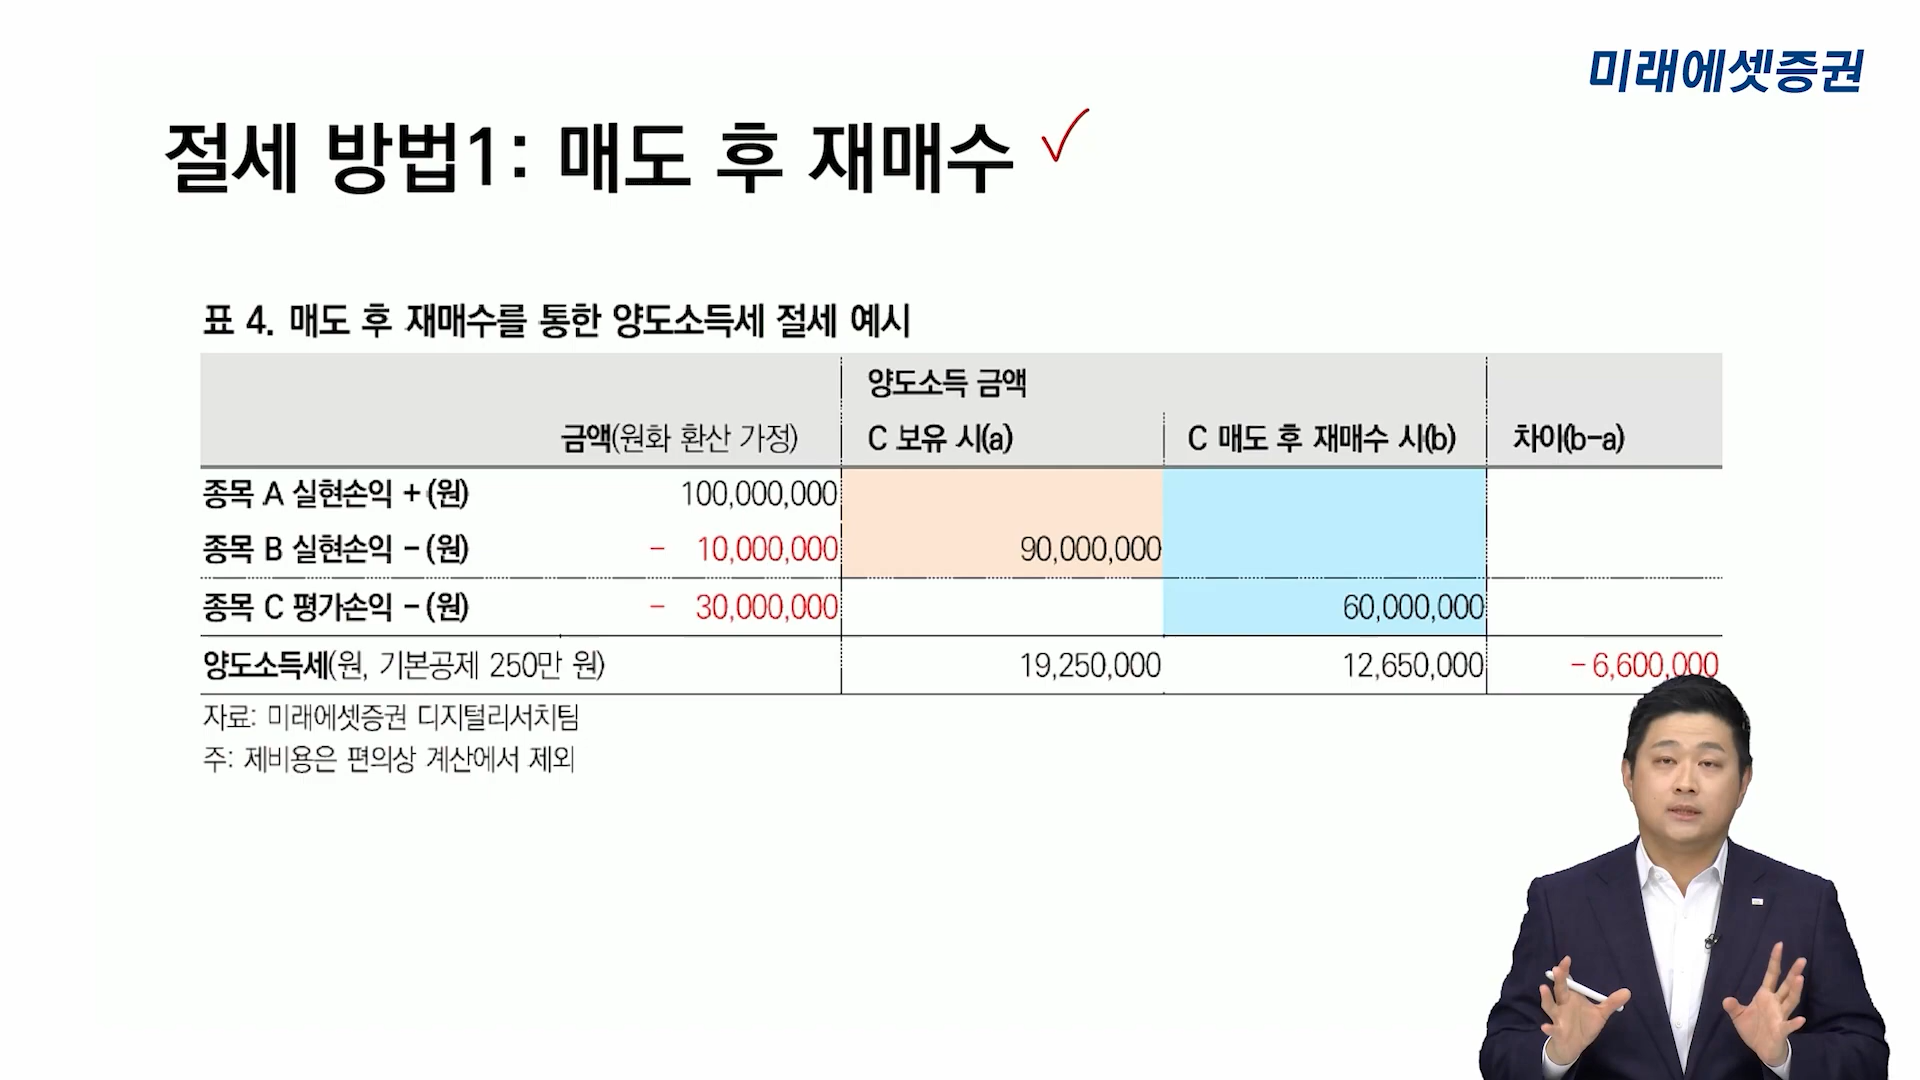 미래에셋증권
절세 방법1: 매도 후 재매수
표 4. 매도 후 재매수를 통한 양도소득세 절세 예시
양도소득 금액
금액(원화 환산 가정) C 보유 시(a) C 매도 후 재매수 시(b) 차이(b-a)
종목 A 실현손익 +(원) 100,000,000
종목 B 실현손익 -(원) - 10,000,000 90,000,000
종목 C 평가손익 -(원) - 30,000,000 60,000,000
양도소득세(원, 기본공제 250만 원) 19,250,000 12,650,000 -6,600,000
자료: 미래에셋증권 디지털리서치팀
주: 제비용은 편의상 계산에서 제외